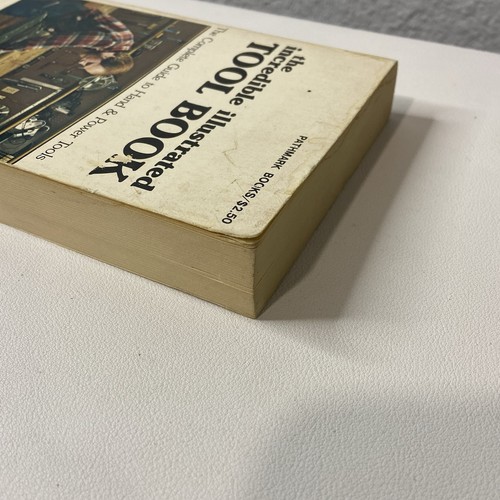 PATHMARK BOOKS/$2.50
the
incredible illustrated
TOOL BOOK
The Complete Guide to Hand & Power Tools